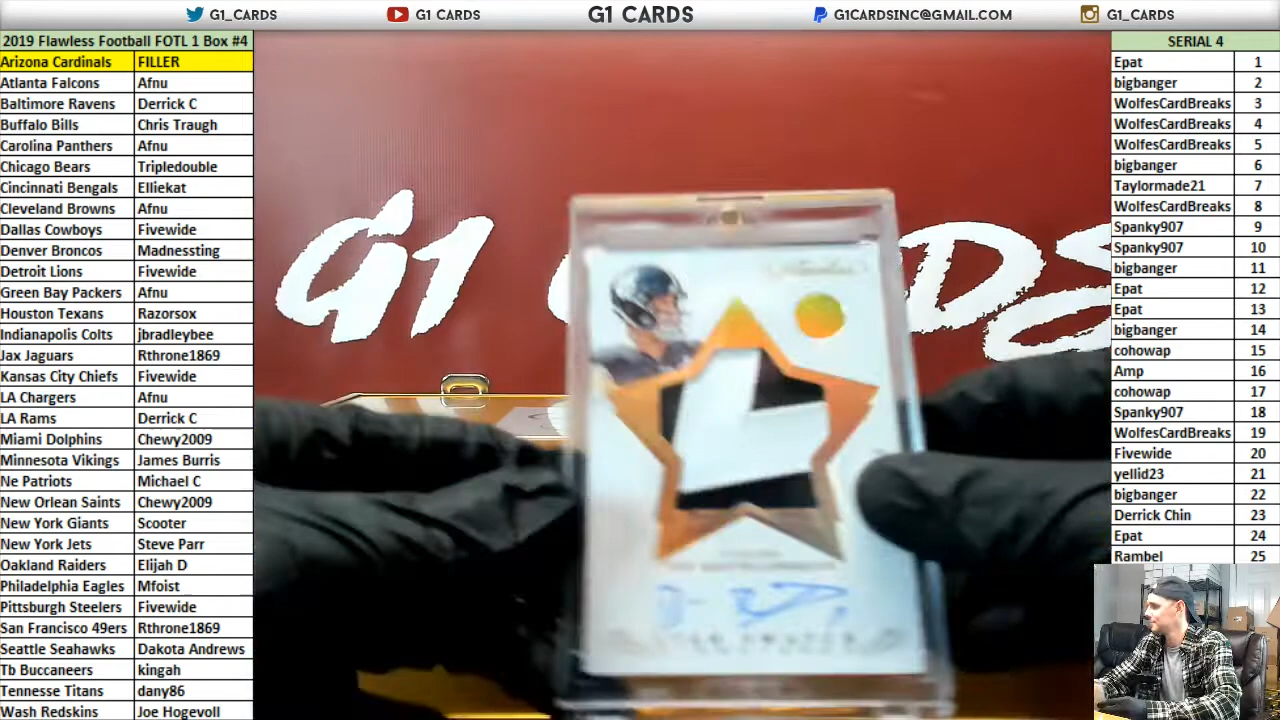 G1_CARDS
G1 CARDS
G1 CARDS
G1CARDSINC@GMAIL.COM
G1_CARDS
2019 Flawless Football FOTL 1 Box #4
Arizona Cardinals FILLER
Atlanta Falcons Afnu
Baltimore Ravens Derrick C
Buffalo Bills Chris Traugh
Carolina Panthers Afnu
Chicago Bears Tripledouble
Cincinnati Bengals Elliekat
Cleveland Browns Afnu
Dallas Cowboys Fivewide
Denver Broncos Madnessting
Detroit Lions Fivewide
Green Bay Packers Afnu
Houston Texans Razorsox
Indianapolis Colts jbradleybee
Jax Jaguars Rthrone1869
Kansas City Chiefs Fivewide
LA Chargers Afnu
LA Rams Derrick C
Miami Dolphins Chewy2009
Minnesota Vikings James Burris
Ne Patriots Michael C
New Orlean Saints Chewy2009
New York Giants Scooter
New York Jets Steve Parr
Oakland Raiders Elijah D
Philadelphia Eagles Mfoist
Pittsburgh Steelers Fivewide
San Francisco 49ers Rthrone1869
Seattle Seahawks Dakota Andrews
Tb Buccaneers kingah
Tennesse Titans dany86
Wash Redskins Joe Hogevoll
G1 CARDS
SERIAL 4
Epat 1
bigbanger 2
WolfesCardBreaks 3
WolfesCardBreaks 4
WolfesCardBreaks 5
bigbanger 6
Taylormade21 7
WolfesCardBreaks 8
Spanky907 9
Spanky907 10
bigbanger 11
Epat 12
Epat 13
bigbanger 14
cohowap 15
Amp 16
cohowap 17
Spanky907 18
WolfesCardBreaks 19
Fivewide 20
yellid23 21
bigbanger 22
Derrick Chin 23
Epat 24
Rambel 25